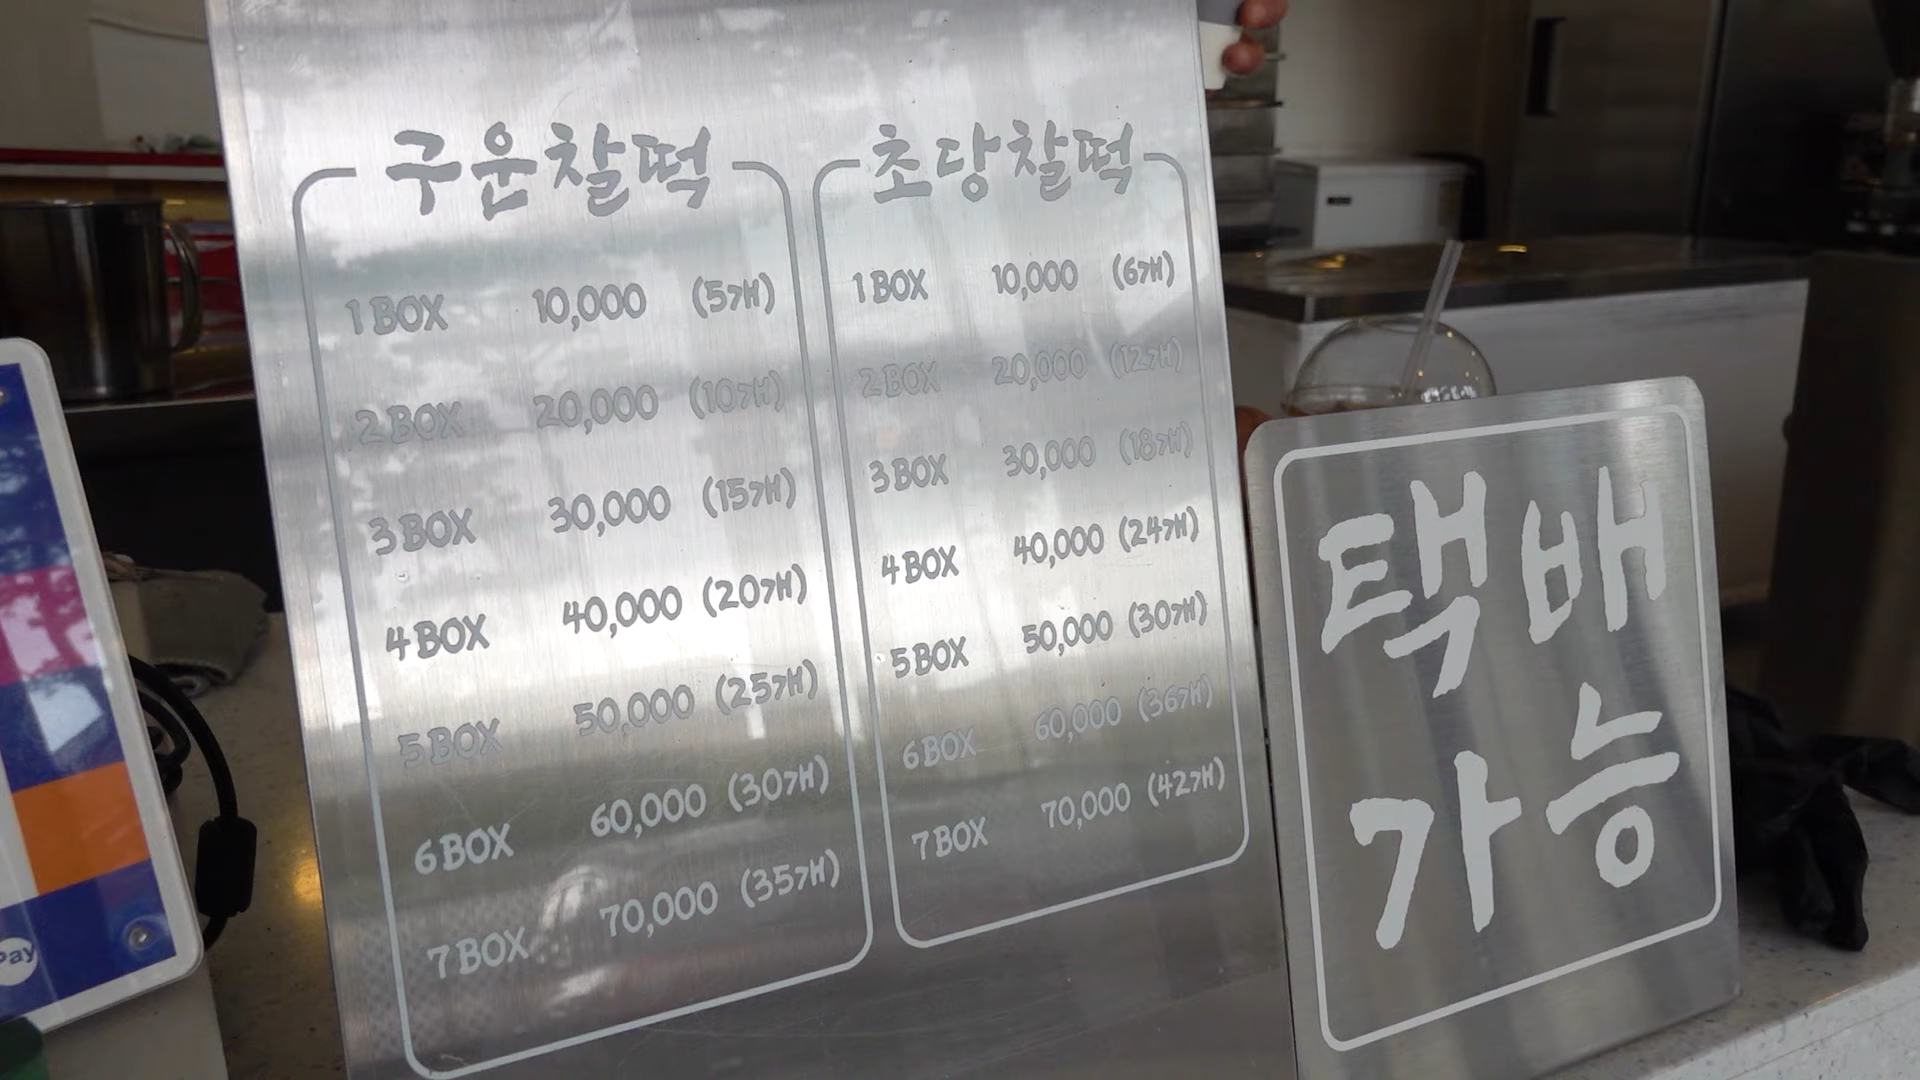 구운찰떡
1 BOX 10,000 (5개)
2 BOX 20,000 (10개)
3 BOX 30,000 (15개)
4 BOX 40,000 (20개)
5 BOX 50,000 (25개)
6 BOX 60,000 (30개)
7 BOX 70,000 (35개)
초당찰떡
1 BOX 10,000 (6개)
2 BOX 20,000 (12개)
3 BOX 30,000 (18개)
4 BOX 40,000 (24개)
5 BOX 50,000 (30개)
6 BOX 60,000 (36개)
7 BOX 70,000 (42개)
택배
가능
Pay